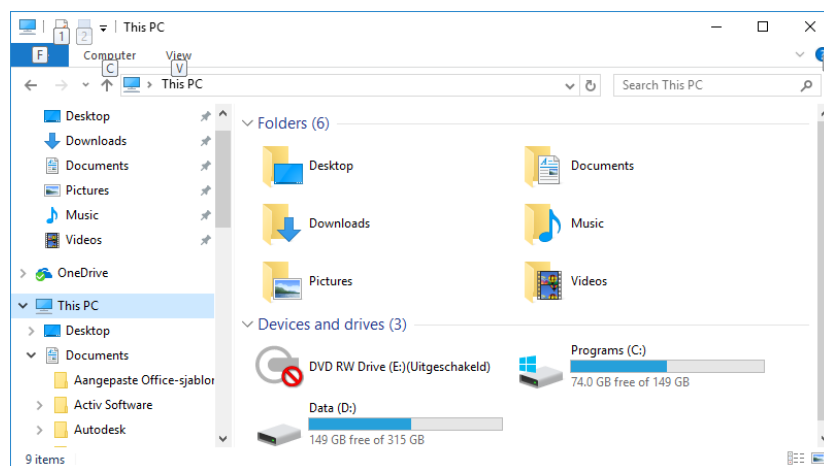 This PC
1 2
F Computer View
C V
This PC Search This PC
Desktop
Downloads
Documents
Pictures
Music
Videos
OneDrive
This PC
Desktop
Documents
Aangepaste Office-sjablor
Activ Software
Autodesk
Folders (6)
Desktop Documents
Downloads Music
Pictures Videos
Devices and drives (3)
DVD RW Drive (E:)(Uitgeschakeld)
Programs (C:)
74.0 GB free of 149 GB
Data (D:)
149 GB free of 315 GB
9 items